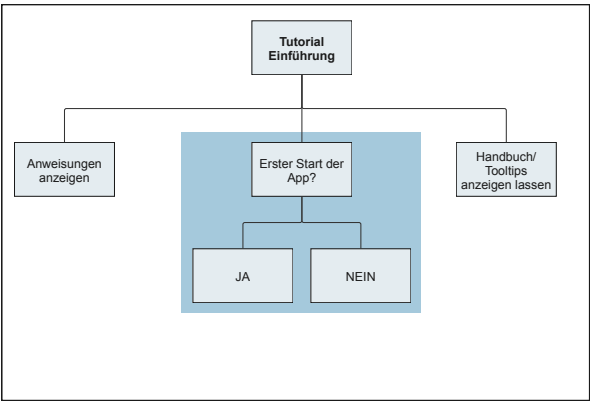 Tutorial
Einführung
Anweisungen
anzeigen
Erster Start der
App?
Handbuch/
Tooltips
anzeigen lassen
JA
NEIN